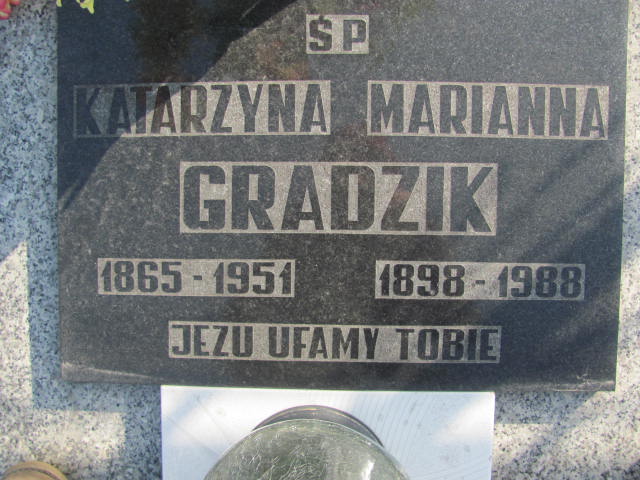 ŚP
KATARZYNA MARIANNA
GRADZIK
1865-1951 1898-1988
JEZU UFAMY TOBIE